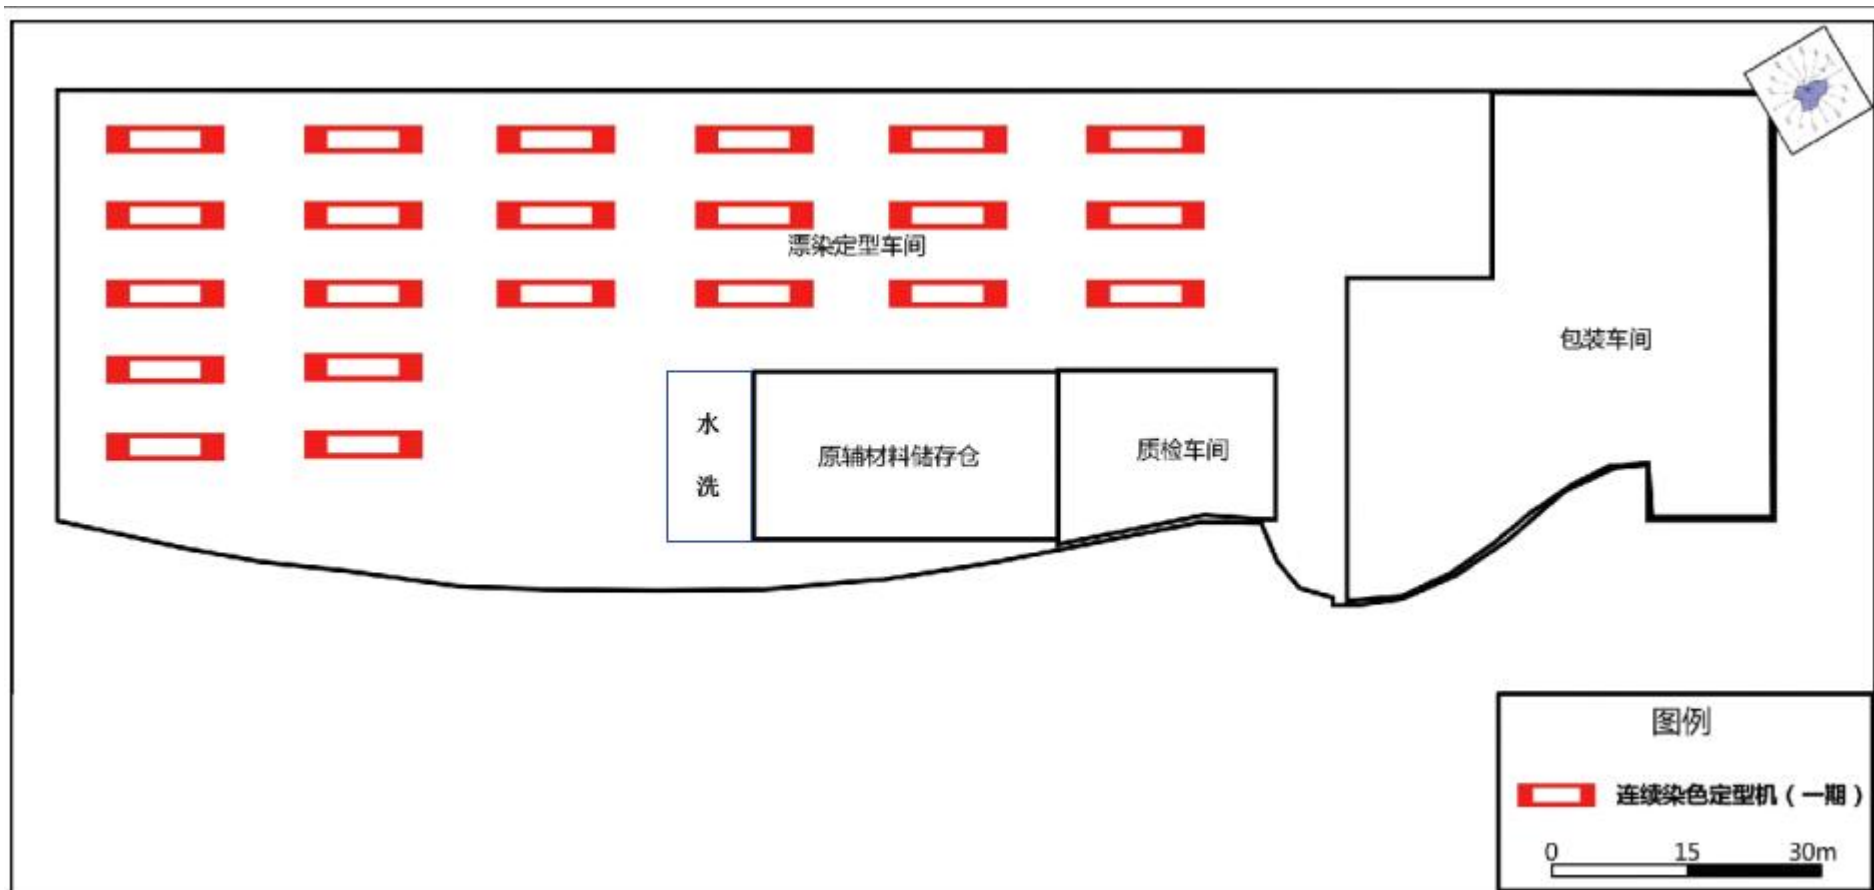 漂染定型车间
包装车间
水
洗
原辅材料储存仓
质检车间
图例
连续染色定型机（一期）
0 15 30m